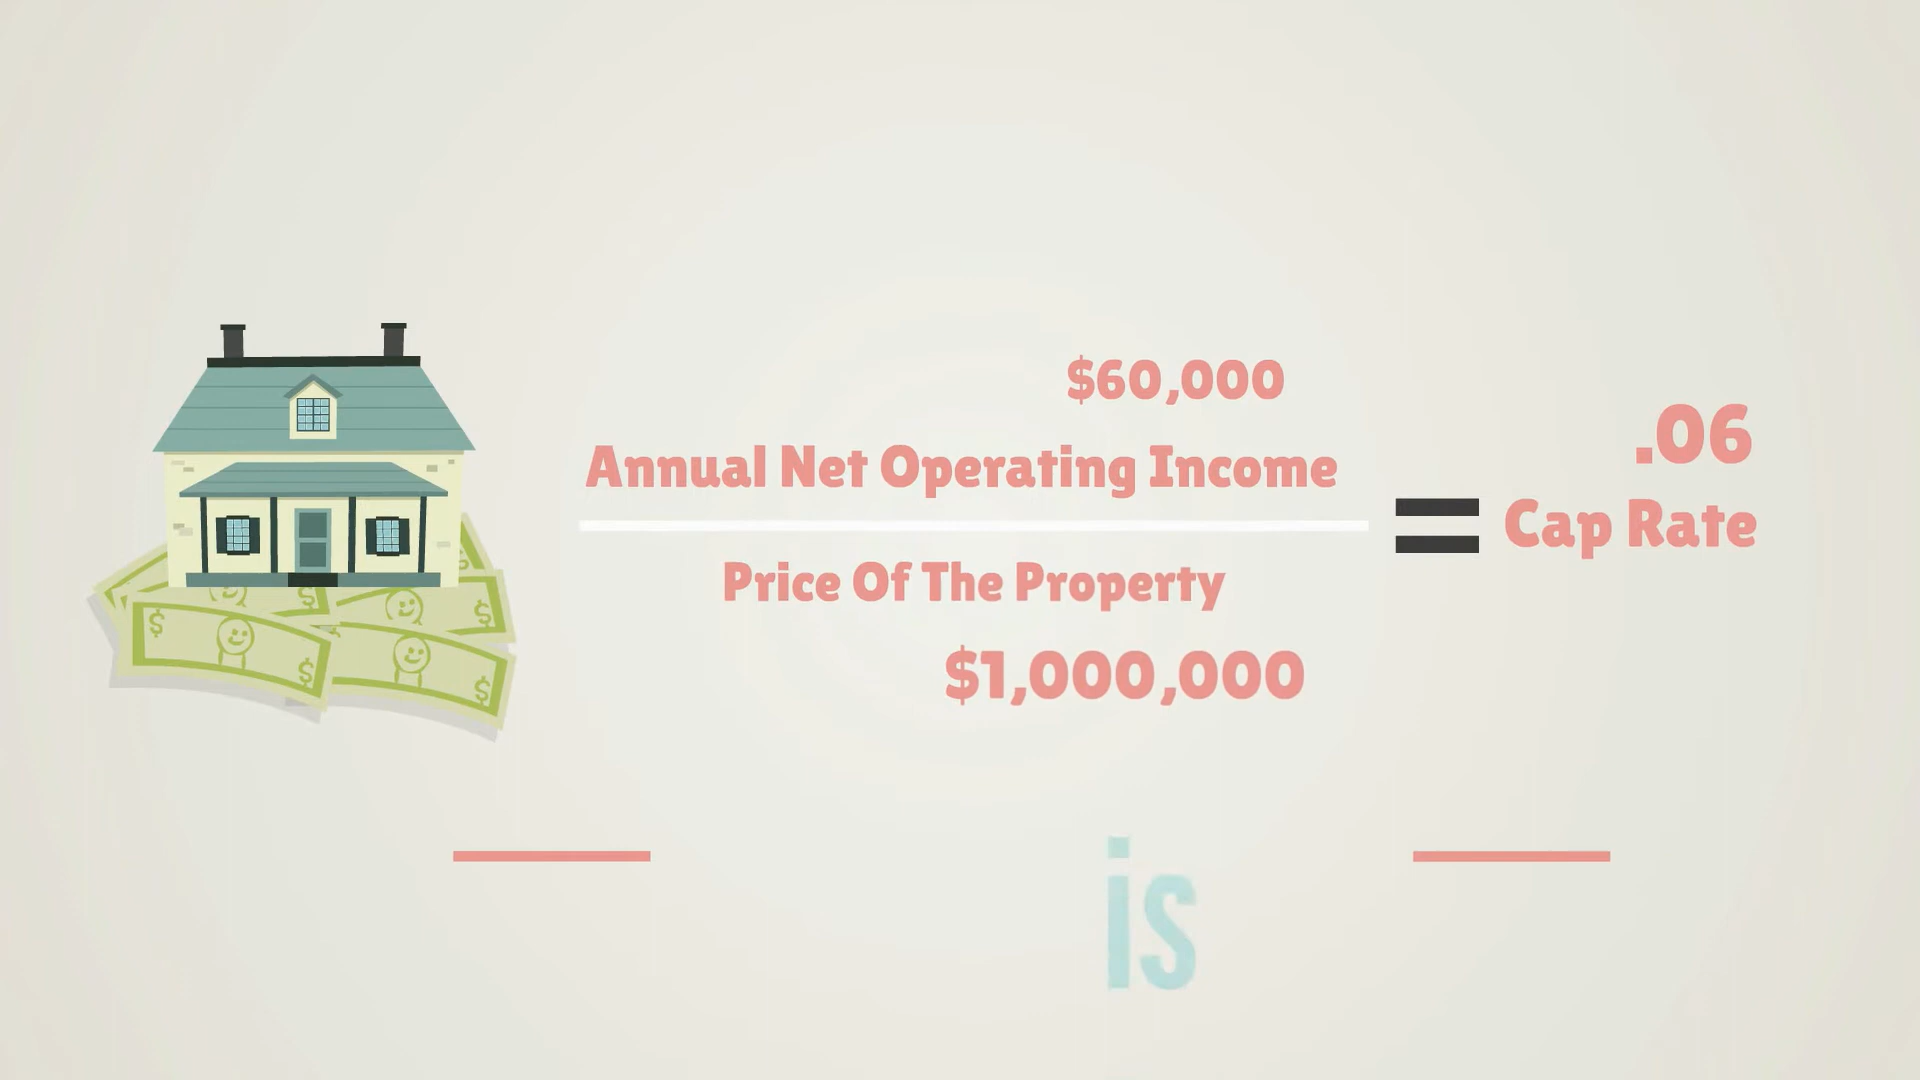 $60,000
Annual Net Operating Income
Price Of The Property
$1,000,000
.06
Cap Rate
is